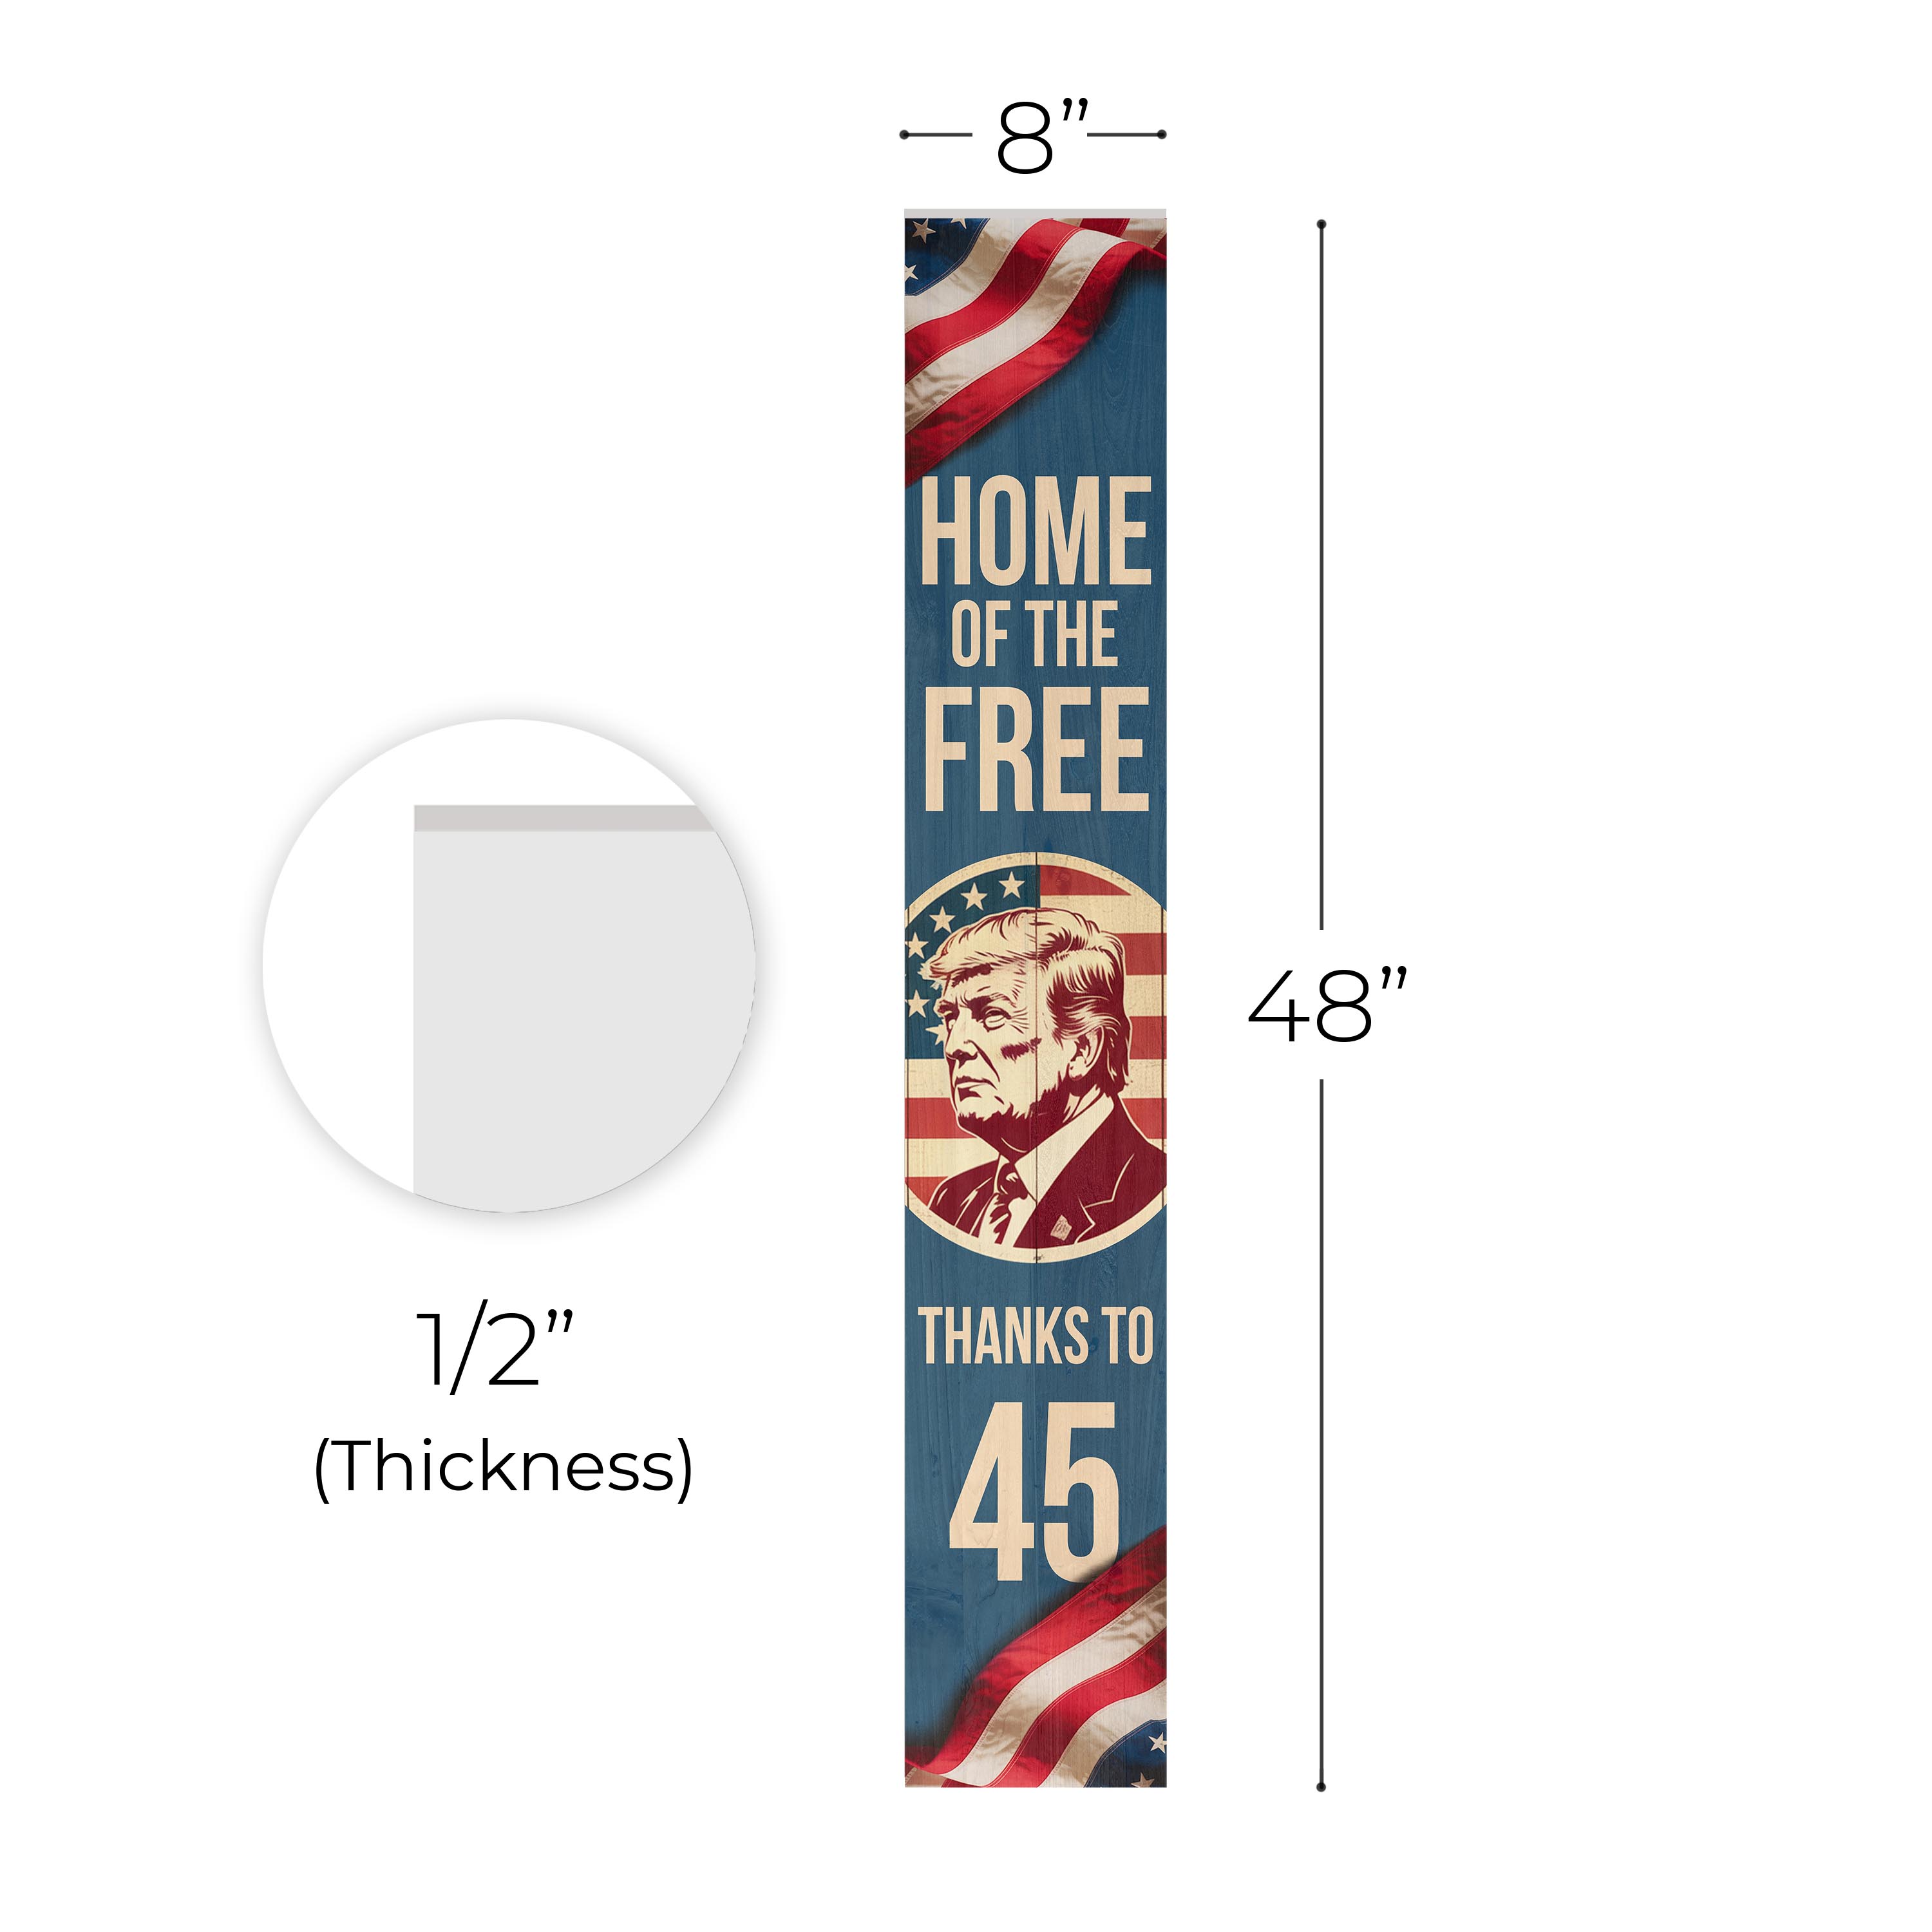 8”
HOME
OF THE
FREE
48”
1/2”
(Thickness)
THANKS TO
45